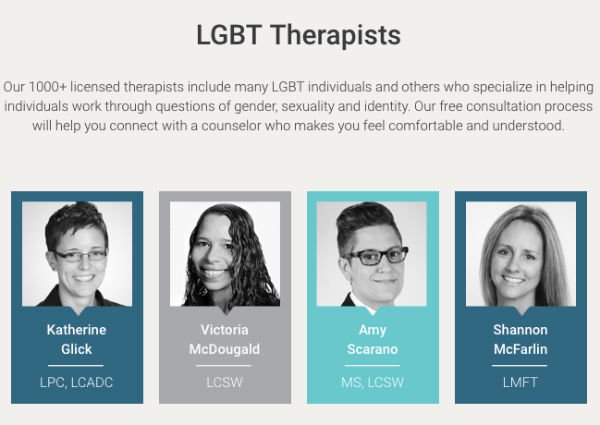 LGBT Therapists
Our 1000+ licensed therapists include many LGBT individuals and others who specialize in helping
individuals work through questions of gender, sexuality and identity. Our free consultation process
will help you connect with a counselor who makes you feel comfortable and understood.
Katherine
Glick
LPC, LCADC
Victoria
McDougald
LCSW
Amy
Scarano
MS, LCSW
Shannon
McFarlin
LMFT